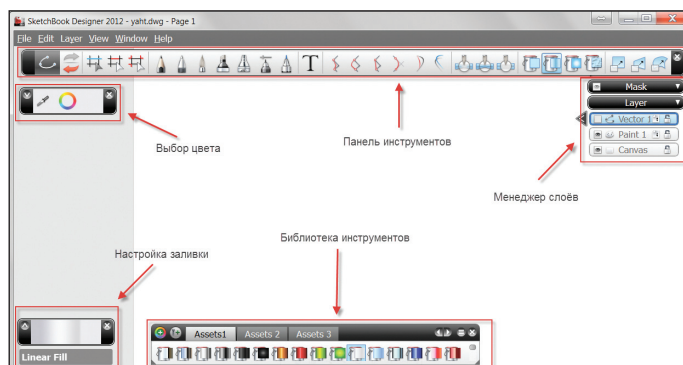 SketchBook Designer 2012 - yaht.dwg - Page 1
File Edit Layer View Window Help
T
Mask
Layer
Vector 1
Paint 1
Canvas
Выбор цвета
Панель инструментов
Менеджер слоёв
Библиотека инструментов
Настройка заливки
Assets1 Assets 2 Assets 3
Linear Fill